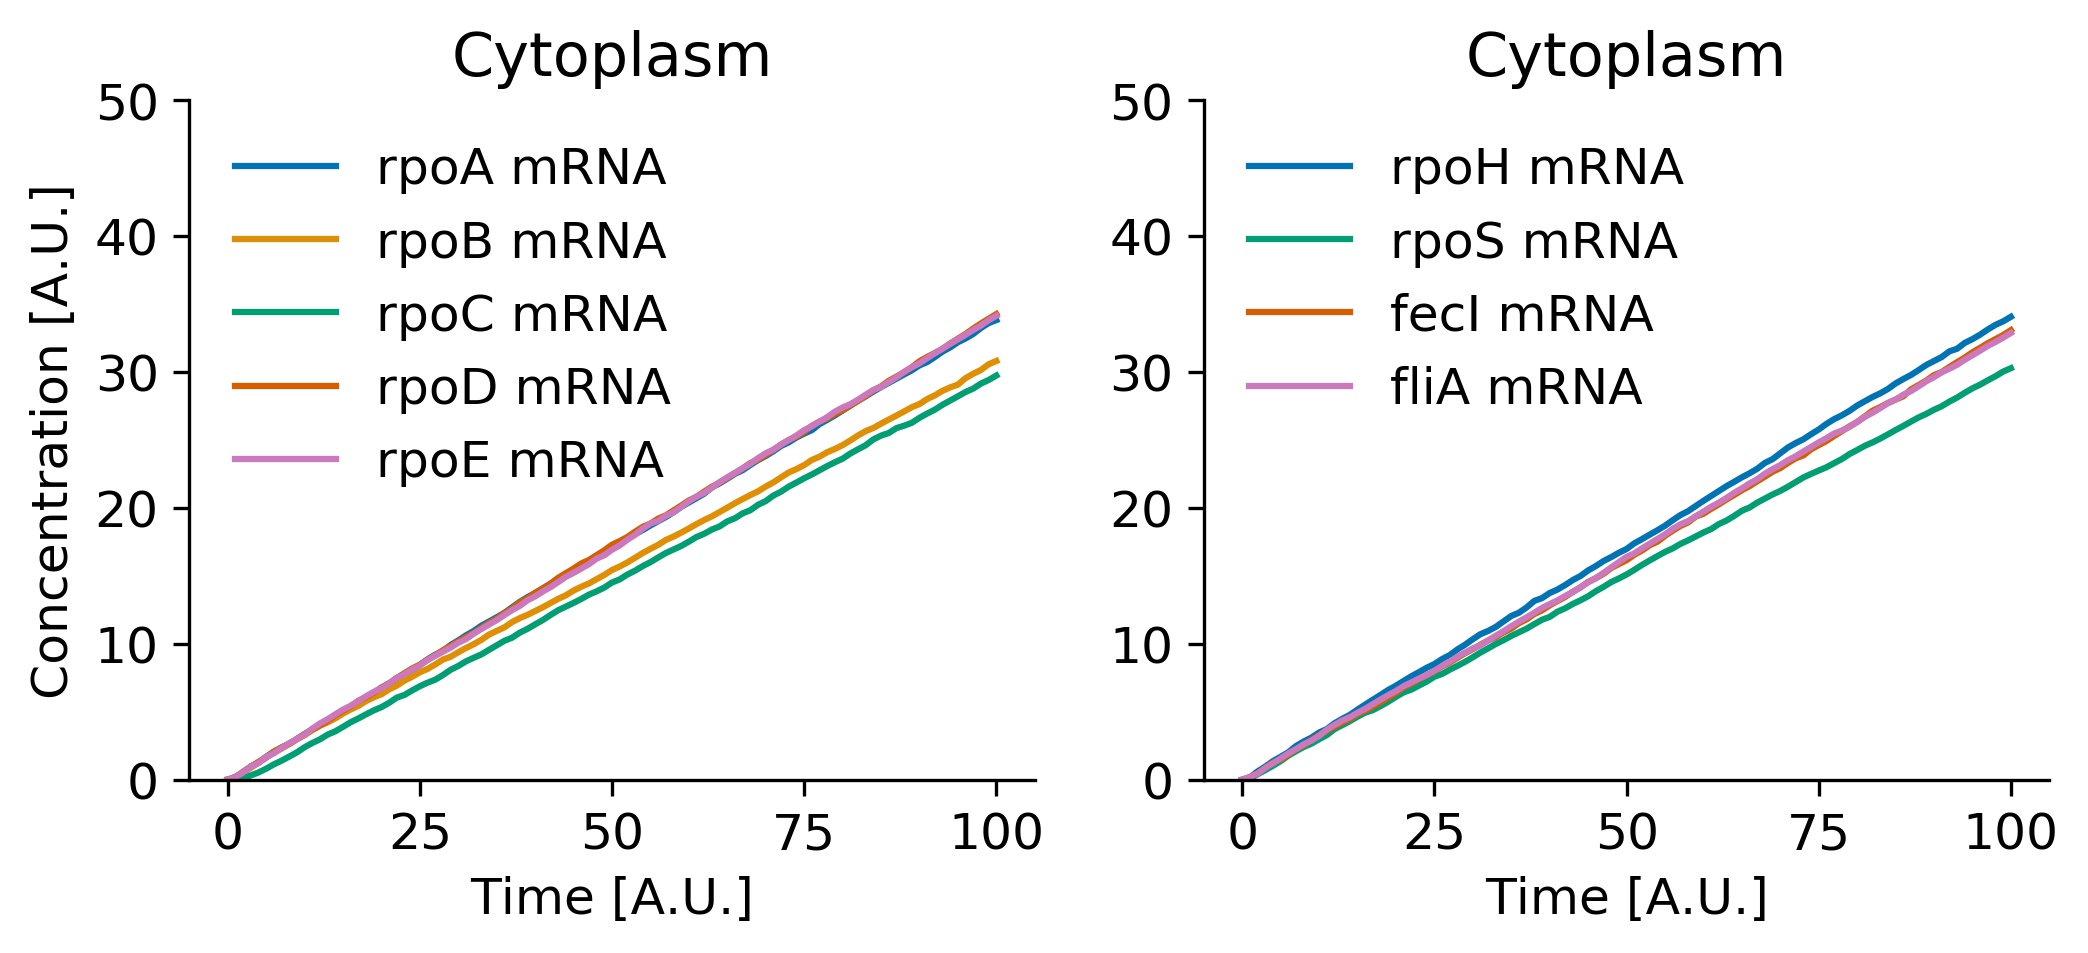 Cytoplasm
50
40
30
20
10
0
Concentration [A.U.]
rpoA mRNA
rpoB mRNA
rpoC mRNA
rpoD mRNA
rpoE mRNA
0 25 50 75 100
Time [A.U.]
Cytoplasm
50
40
30
20
10
0
rpoH mRNA
rpoS mRNA
fecI mRNA
fliA mRNA
0 25 50 75 100
Time [A.U.]